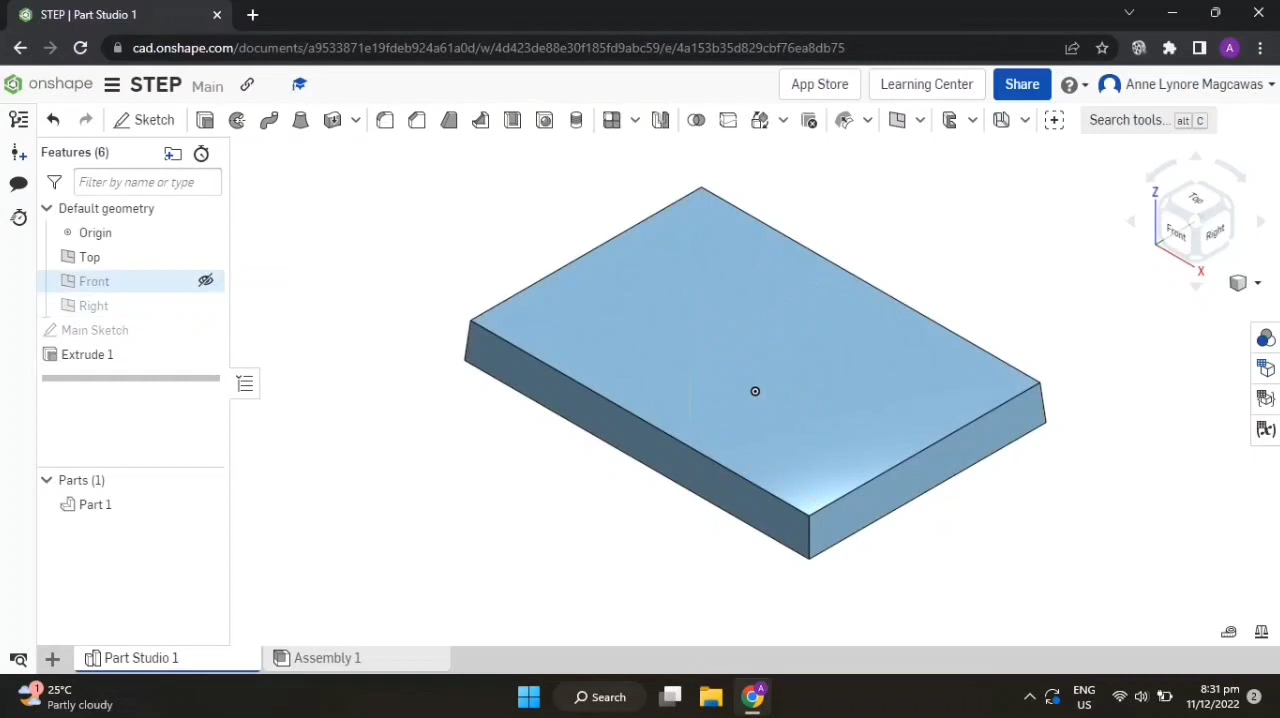 STEP | Part Studio 1
cad.onshape.com/documents/a9533871e19fdeb924a61a0d/w/4d423de88e30f185fd9abc59/e/4a153b35d829cbf76ea8db75
A
onshape
STEP Main
App Store
Learning Center
Share
Anne Lynore Magcawas
Sketch
Search tools... alt C
Features (6)
Filter by name or type
Default geometry
Origin
Top
Front
Right
Main Sketch
Extrude 1
Parts (1)
Part 1
Z
Top
Front
Right
X
(x)
Part Studio 1
Assembly 1
1
25°C
Partly cloudy
Search
A
ENG
US
8:31 pm
11/12/2022
2